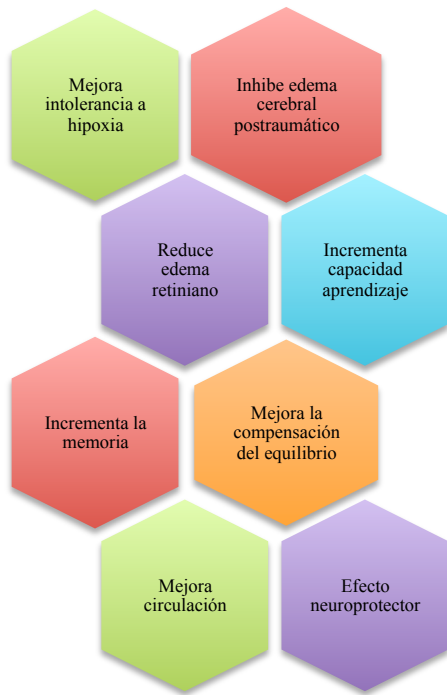 Mejora
intolerancia a
hipoxia
Inhibe edema
cerebral
postraumático
Reduce
edema
retiniano
Incrementa
capacidad
aprendizaje
Incrementa la
memoria
Mejora la
compensación
del equilibrio
Mejora
circulación
Efecto
neuroprotector